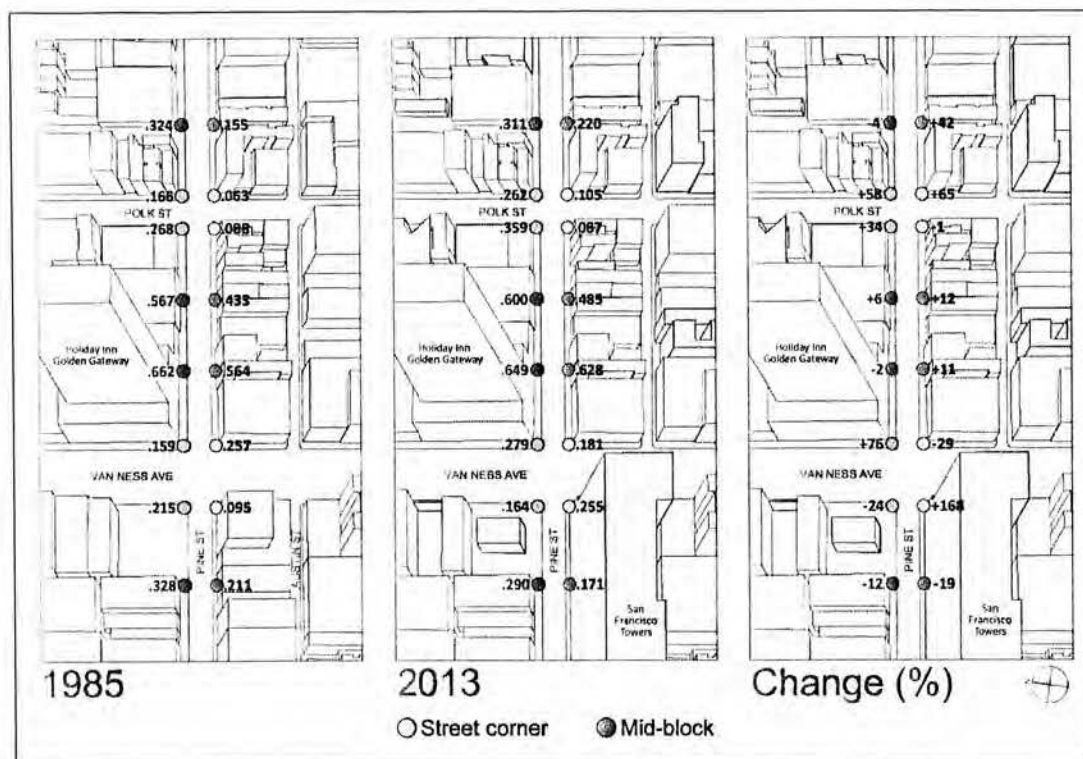 .324 .155
.166 .063
POLK ST
.268 .088
.567 .433
Holiday Inn
Golden Gateway
.662 .564
.159 .257
VAN NESS AVE
.215 .095
PINE ST
AUSTIN ST
.328 .211
1985
.311 .220
.262 .105
POLK ST
.359 .087
.600 .485
Holiday Inn
Golden Gateway
.649 .628
.279 .181
VAN NESS AVE
.164 .255
PINE ST
.290 .171
San
Francisco
Towers
2013
-4 +42
+58 +65
POLK ST
+34 -1
+6 +12
Holiday Inn
Golden Gateway
-2 +11
+76 -29
VAN NESS AVE
-24 +168
PINE ST
-12 -19
San
Francisco
Towers
Change (%)
Street corner Mid-block